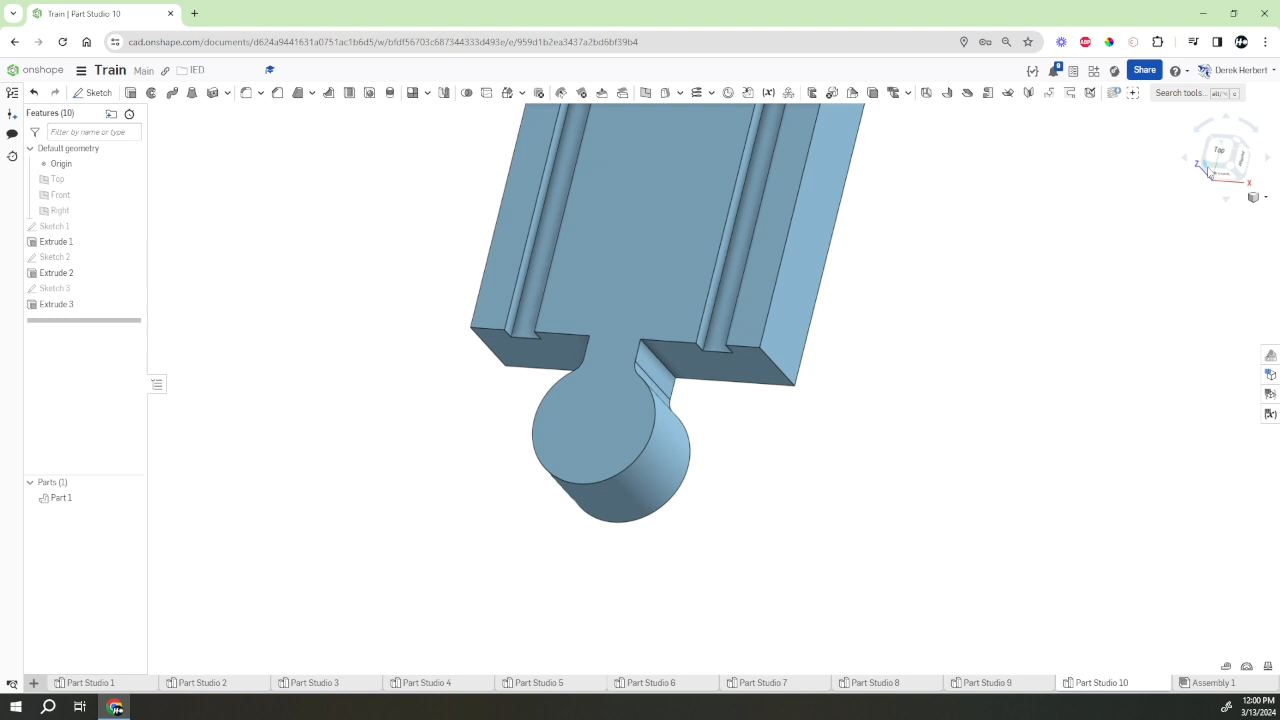 Train | Part Studio 10
cad.onshape.com/documents/d624a9441631a0751ac1b6d5/w/bfdf56703c687344333d493e/e/959d1b2ea3437a2bd6bf39b4
ABP
onshape
Train
Main
IED
Share
Derek Herbert
Sketch
Search tools...
alt/⌥
c
Features (10)
Filter by name or type
Default geometry
Origin
Top
Front
Right
Sketch 1
Extrude 1
Sketch 2
Extrude 2
Sketch 3
Extrude 3
Parts (1)
Part 1
Top
Z
X
Part Studio 1
Part Studio 2
Part Studio 3
Part Studio 4
Part Studio 5
Part Studio 6
Part Studio 7
Part Studio 8
Part Studio 9
Part Studio 10
Assembly 1
12:00 PM
3/13/2024